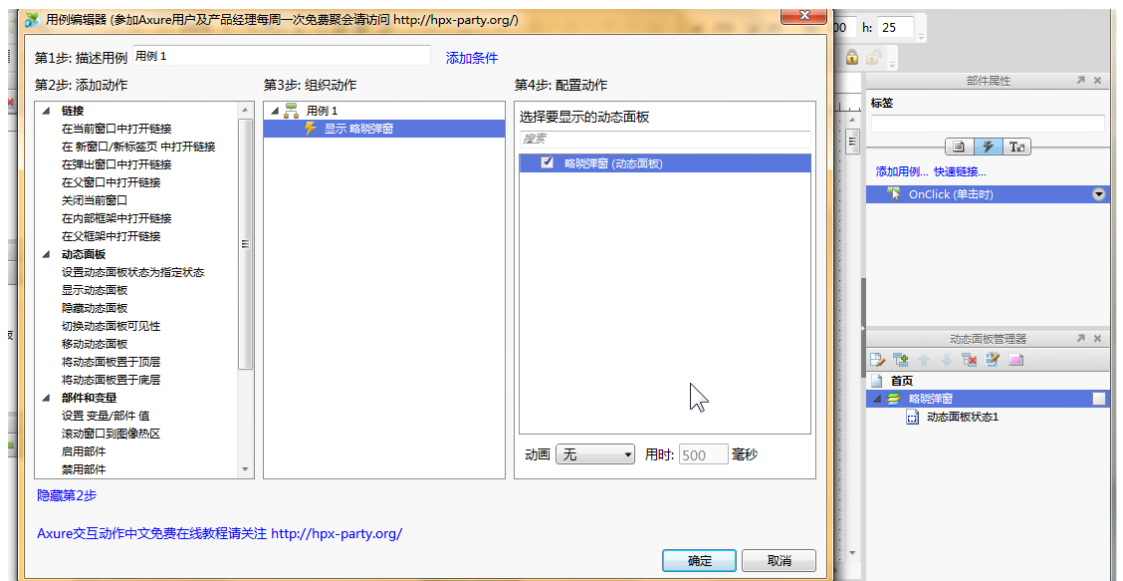 用例编辑器 (参加Axure用户及产品经理每周一次免费聚会请访问 http://hpx-party.org/)
第1步: 描述用例 用例 1 添加条件
第2步: 添加动作 第3步: 组织动作 第4步: 配置动作
链接
在当前窗口中打开链接
在 新窗口/新标签页 中打开链接
在弹出窗口中打开链接
在父窗口中打开链接
关闭当前窗口
在内部框架中打开链接
在父框架中打开链接
动态面板
设置动态面板状态为指定状态
显示动态面板
隐藏动态面板
切换动态面板可见性
移动动态面板
将动态面板置于顶层
将动态面板置于底层
部件和变量
设置 变量/部件 值
滚动窗口到图像热区
启用部件
禁用部件
用例 1
显示 略晓弹窗
选择要显示的动态面板
搜索
略晓弹窗 (动态面板)
动画 无 用时: 500 毫秒
隐藏第2步
Axure交互动作中文免费在线教程请关注 http://hpx-party.org/
确定 取消
00 h: 25
部件属性
标签
添加用例... 快速链接...
OnClick (单击时)
动态面板管理器
首页
略晓弹窗
动态面板状态1